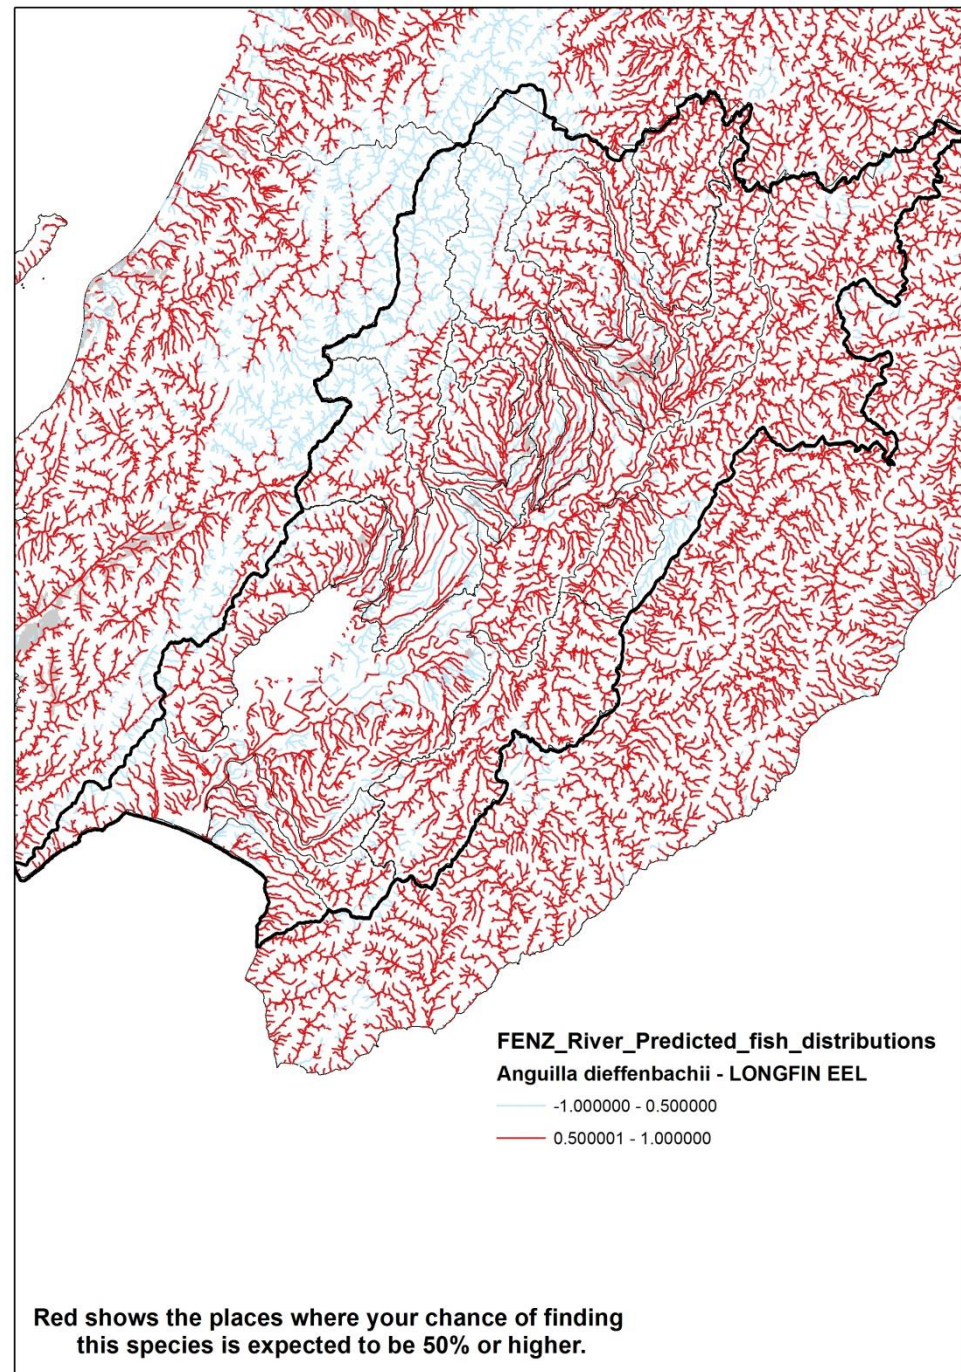 FENZ_River_Predicted_fish_distributions
Anguilla dieffenbachii - LONGFIN EEL
-1.000000 - 0.500000
0.500001 - 1.000000
Red shows the places where your chance of finding
this species is expected to be 50% or higher.